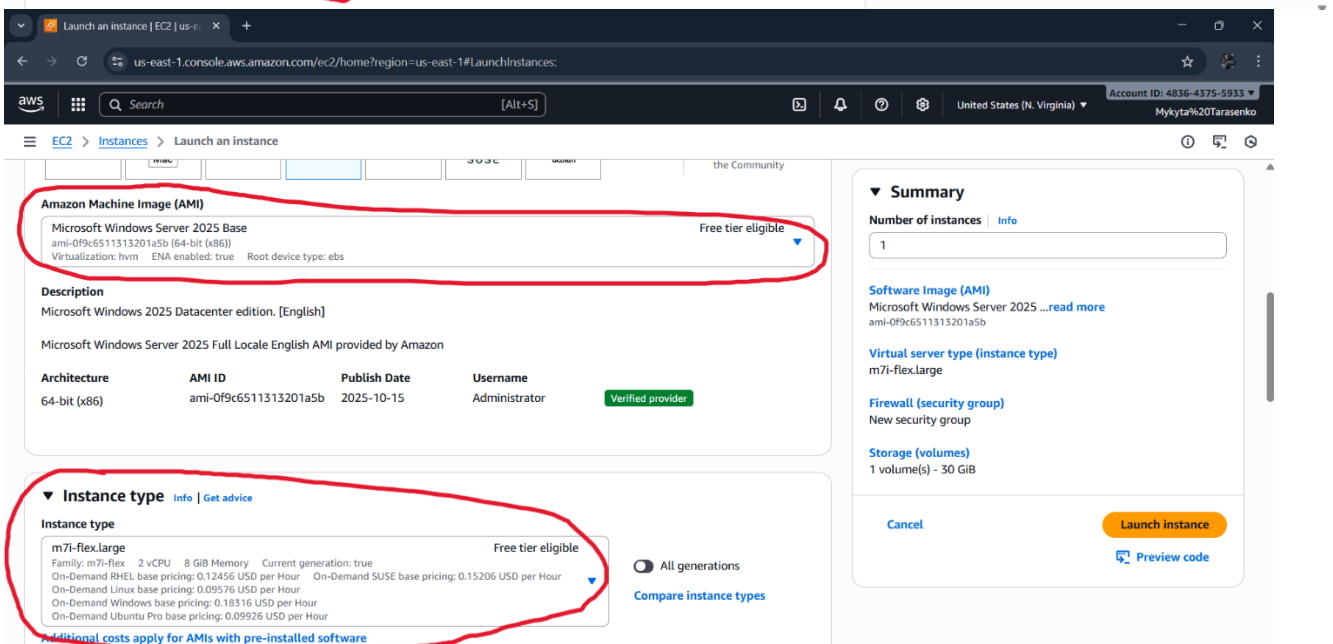 Launch an instance | EC2 | us-ea
us-east-1.console.aws.amazon.com/ec2/home?region=us-east-1#LaunchInstances:
aws
Search
[Alt+S]
United States (N. Virginia)
Account ID: 4836-4375-5933
Mykyta%20Tarasenko
EC2 > Instances > Launch an instance
Mac
SUSE
debian
the Community
Amazon Machine Image (AMI)
Microsoft Windows Server 2025 Base
Free tier eligible
ami-0f9c6511313201a5b (64-bit (x86))
Virtualization: hvm ENA enabled: true Root device type: ebs
Description
Microsoft Windows 2025 Datacenter edition. [English]
Microsoft Windows Server 2025 Full Locale English AMI provided by Amazon
Architecture AMI ID Publish Date Username
64-bit (x86) ami-0f9c6511313201a5b 2025-10-15 Administrator Verified provider
Instance type Info | Get advice
Instance type
m7i-flex.large
Free tier eligible
Family: m7i-flex 2 vCPU 8 GiB Memory Current generation: true
On-Demand RHEL base pricing: 0.12456 USD per Hour On-Demand SUSE base pricing: 0.15206 USD per Hour
On-Demand Linux base pricing: 0.09576 USD per Hour
On-Demand Windows base pricing: 0.18316 USD per Hour
On-Demand Ubuntu Pro base pricing: 0.09926 USD per Hour
All generations
Compare instance types
Additional costs apply for AMIs with pre-installed software
Summary
Number of instances Info
1
Software Image (AMI)
Microsoft Windows Server 2025 ...read more
ami-0f9c6511313201a5b
Virtual server type (instance type)
m7i-flex.large
Firewall (security group)
New security group
Storage (volumes)
1 volume(s) - 30 GiB
Cancel
Launch instance
Preview code